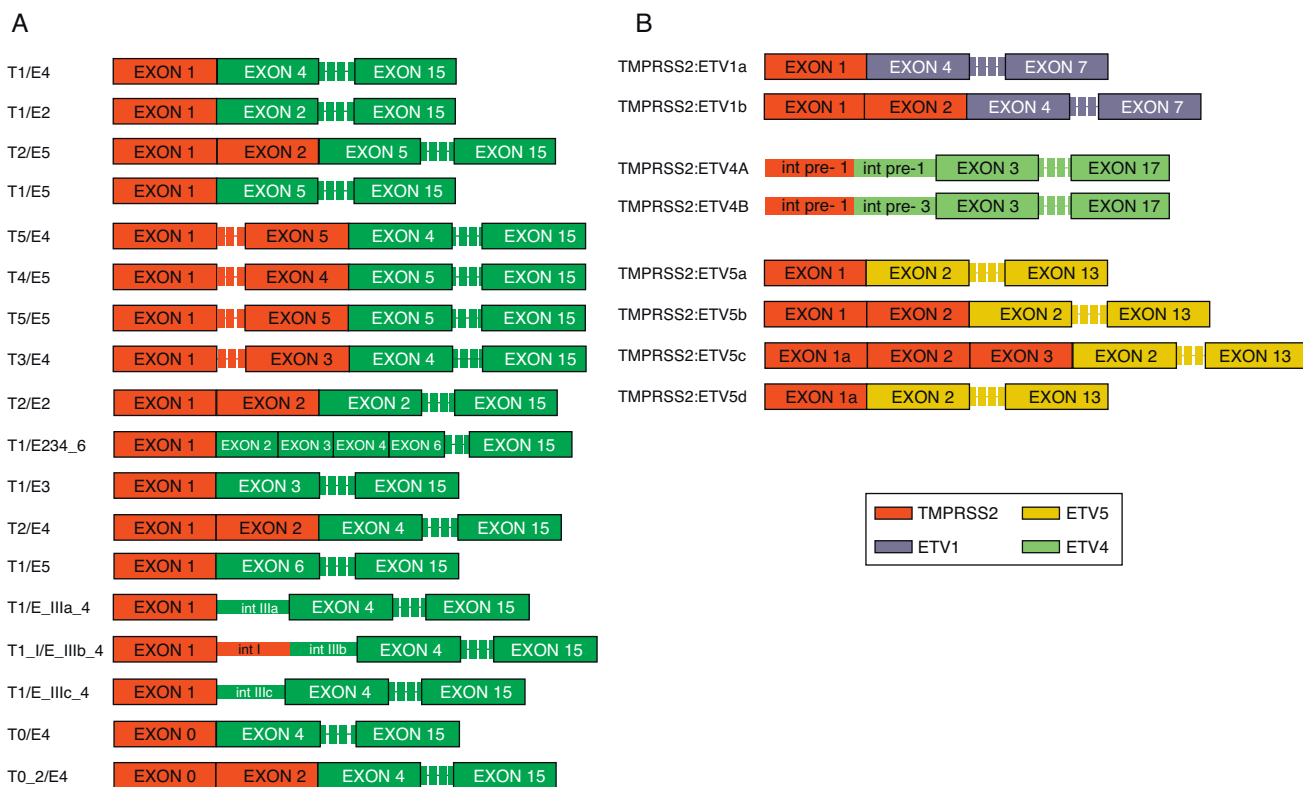 A
T1/E4 EXON 1 EXON 4 EXON 15
T1/E2 EXON 1 EXON 2 EXON 15
T2/E5 EXON 1 EXON 2 EXON 5 EXON 15
T1/E5 EXON 1 EXON 5 EXON 15
T5/E4 EXON 1 EXON 5 EXON 4 EXON 15
T4/E5 EXON 1 EXON 4 EXON 5 EXON 15
T5/E5 EXON 1 EXON 5 EXON 5 EXON 15
T3/E4 EXON 1 EXON 3 EXON 4 EXON 15
T2/E2 EXON 1 EXON 2 EXON 2 EXON 15
T1/E234_6 EXON 1 EXON 2 EXON 3 EXON 4 EXON 6 EXON 15
T1/E3 EXON 1 EXON 3 EXON 15
T2/E4 EXON 1 EXON 2 EXON 4 EXON 15
T1/E5 EXON 1 EXON 6 EXON 15
T1/E_IIIa_4 EXON 1 int IIIa EXON 4 EXON 15
T1_I/E_IIIb_4 EXON 1 int I int IIIb EXON 4 EXON 15
T1/E_IIIc_4 EXON 1 int IIIc EXON 4 EXON 15
T0/E4 EXON 0 EXON 4 EXON 15
T0_2/E4 EXON 0 EXON 2 EXON 4 EXON 15
B
TMPRSS2:ETV1a EXON 1 EXON 4 EXON 7
TMPRSS2:ETV1b EXON 1 EXON 2 EXON 4 EXON 7
TMPRSS2:ETV4A int pre- 1 int pre-1 EXON 3 EXON 17
TMPRSS2:ETV4B int pre- 1 int pre- 3 EXON 3 EXON 17
TMPRSS2:ETV5a EXON 1 EXON 2 EXON 13
TMPRSS2:ETV5b EXON 1 EXON 2 EXON 2 EXON 13
TMPRSS2:ETV5c EXON 1a EXON 2 EXON 3 EXON 2 EXON 13
TMPRSS2:ETV5d EXON 1a EXON 2 EXON 13
TMPRSS2 ETV5
ETV1 ETV4